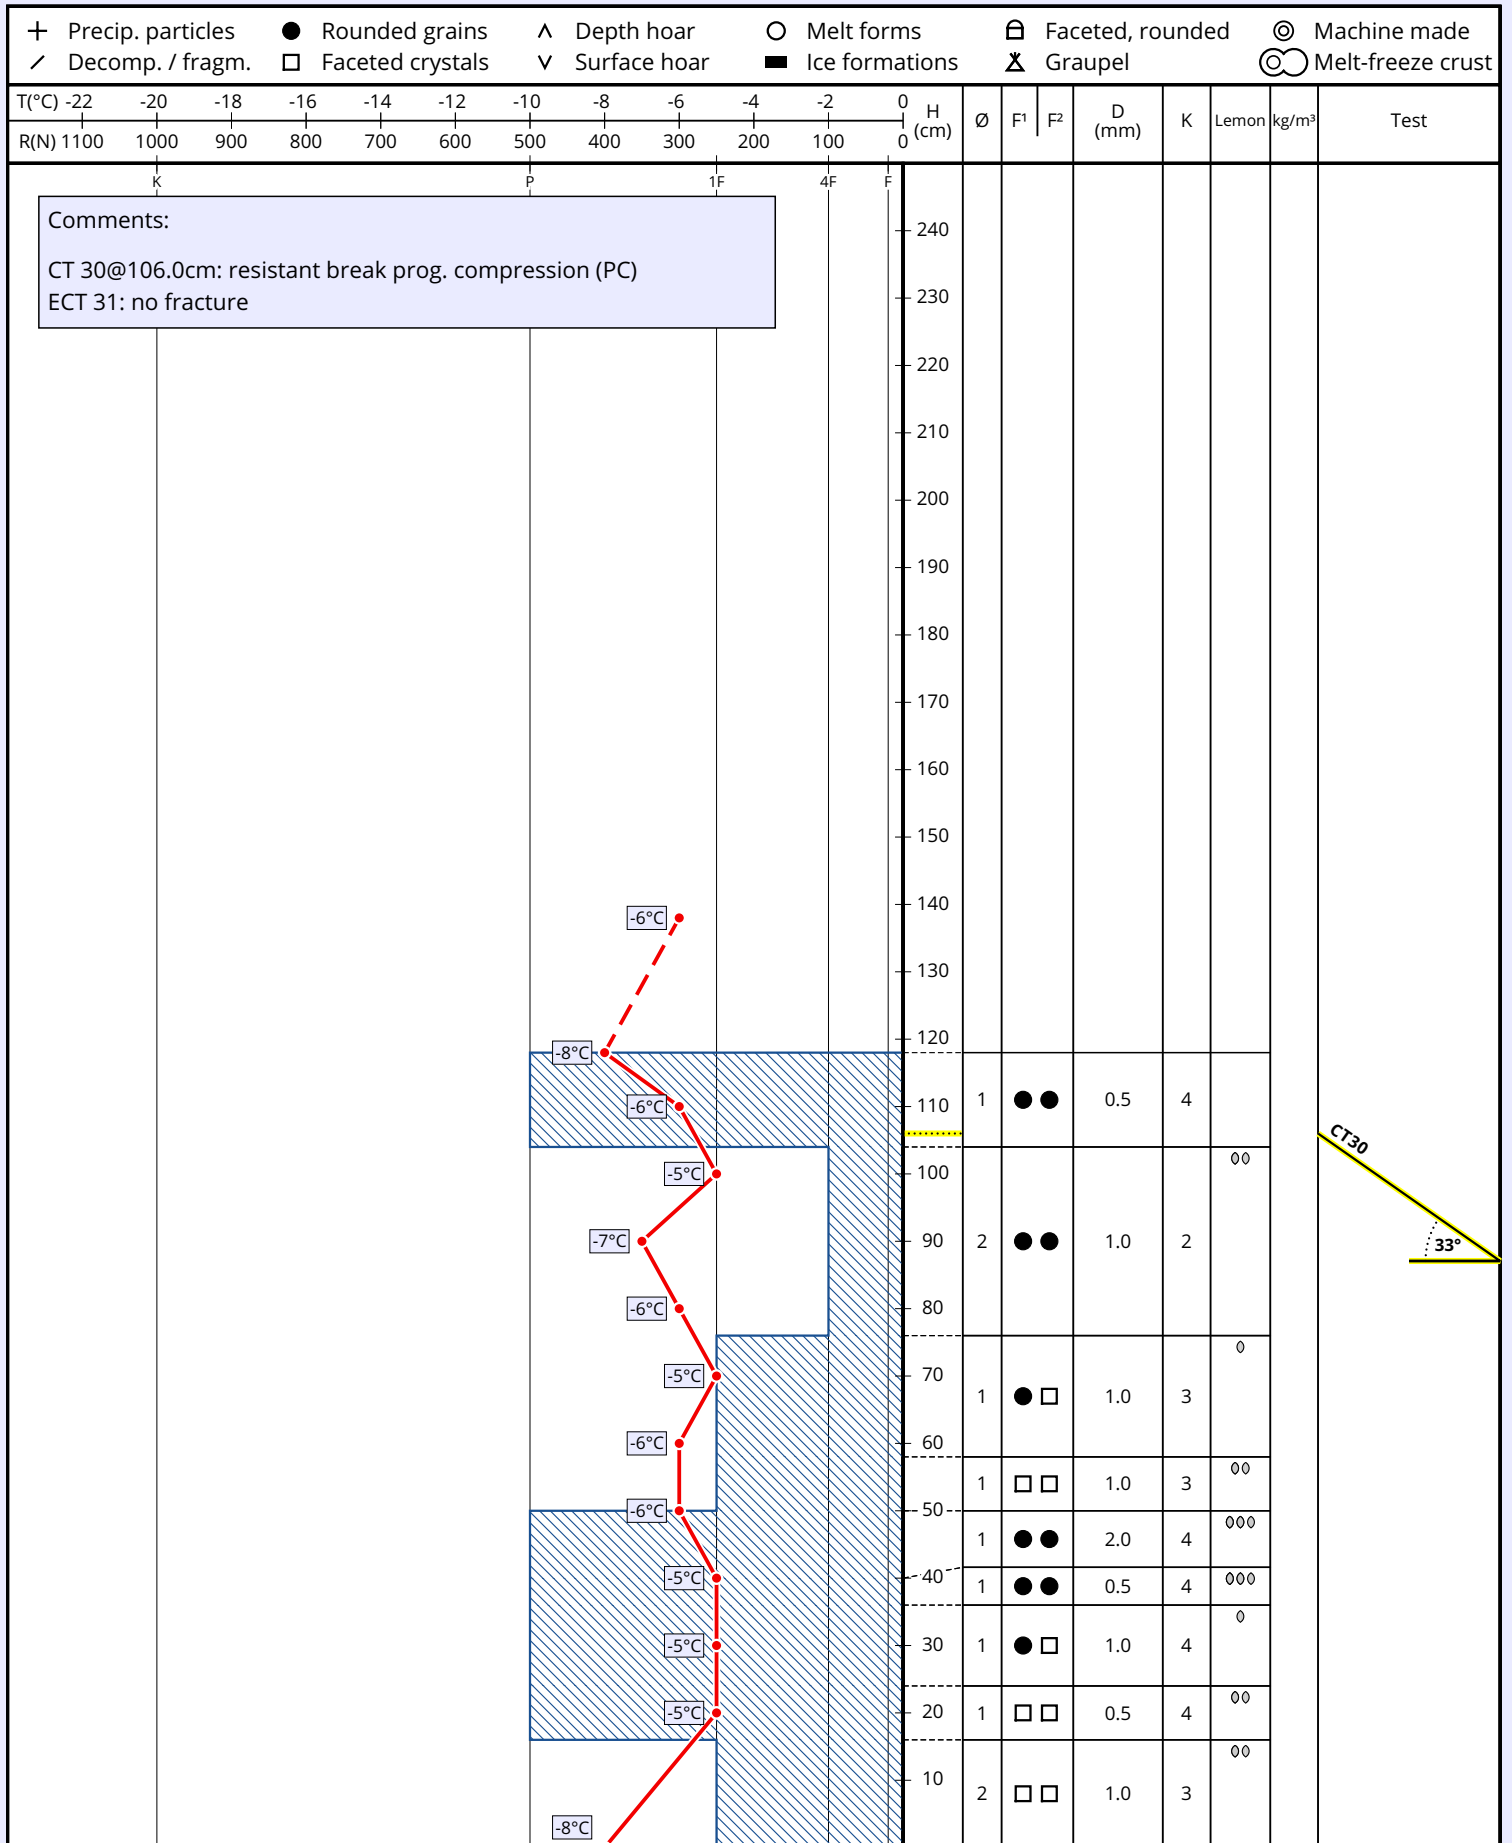 Precip. particles Rounded grains Depth hoar Melt forms Faceted, rounded Machine made
Decomp. / fragm. Faceted crystals Surface hoar Ice formations Graupel Melt-freeze crust
T(°C) -22 -20 -18 -16 -14 -12 -10 -8 -6 -4 -2 0
R(N) 1100 1000 900 800 700 600 500 400 300 200 100 0
H (cm) Ø F¹ F² D (mm) K Lemon kg/m³ Test
K P 1F 4F F
Comments:
CT 30@106.0cm: resistant break prog. compression (PC)
ECT 31: no fracture
240
230
220
210
200
190
180
170
160
150
140
-6°C
130
120
-8°C
1 0.5 4
-6°C 110
CT30
-5°C 100
-7°C 90 2 1.0 2
33°
-6°C 80
-5°C 70
1 1.0 3
-6°C 60
1 1.0 3
-6°C 50
1 2.0 4
-5°C 40
1 0.5 4
-5°C 30 1 1.0 4
-5°C 20 1 0.5 4
10
2 1.0 3
-8°C